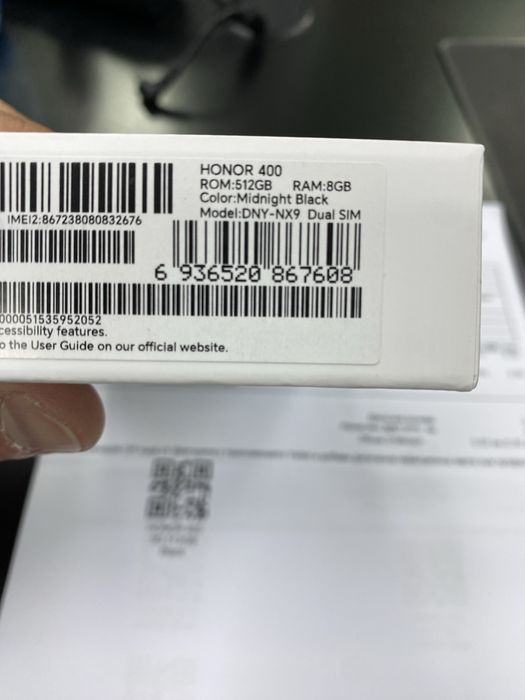 HONOR 400
ROM:512GB RAM:8GB
Color:Midnight Black
Model:DNY-NX9 Dual SIM
IMEI2:867238080832676
6 936520 867608
000051535952052
cessibility features.
o the User Guide on our official website.